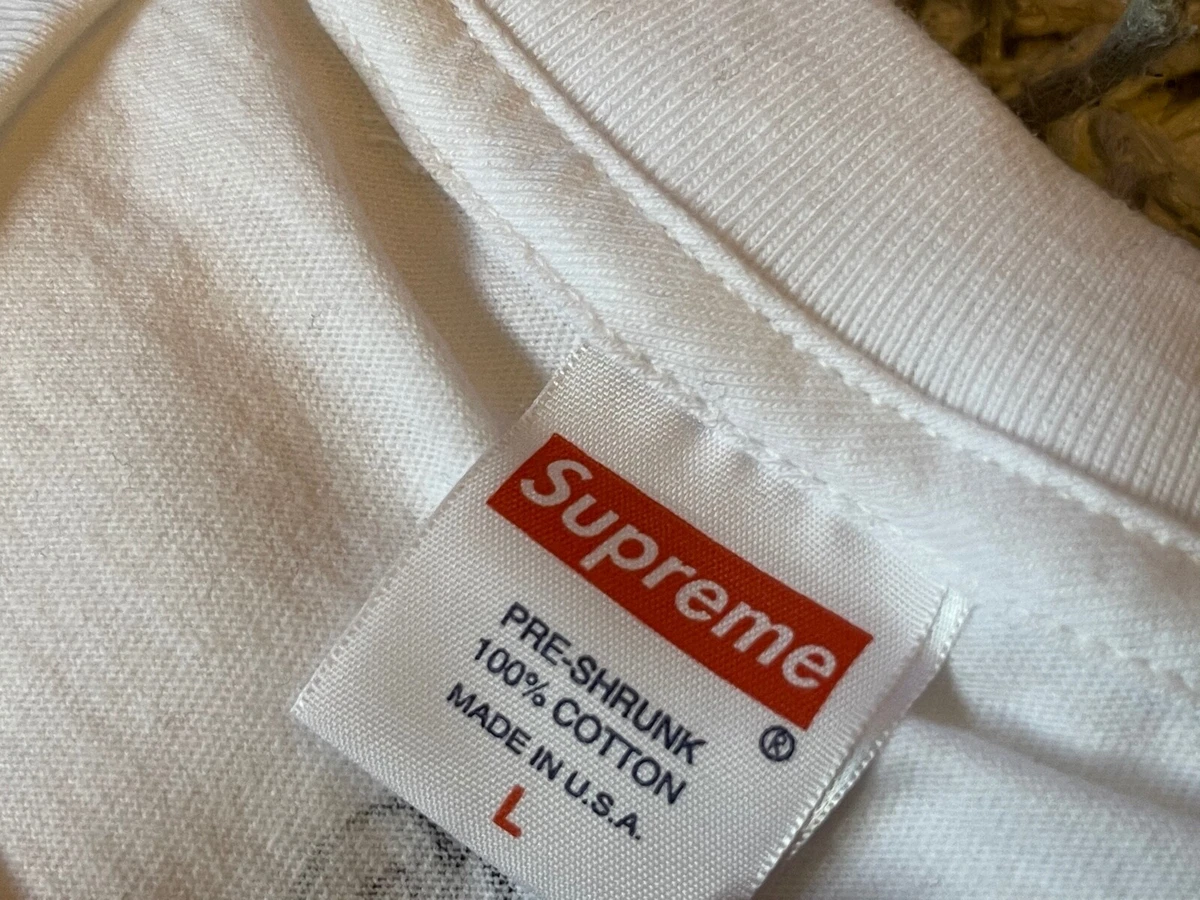 Supreme
®
PRE-SHRUNK
100% COTTON
MADE IN U.S.A.
L